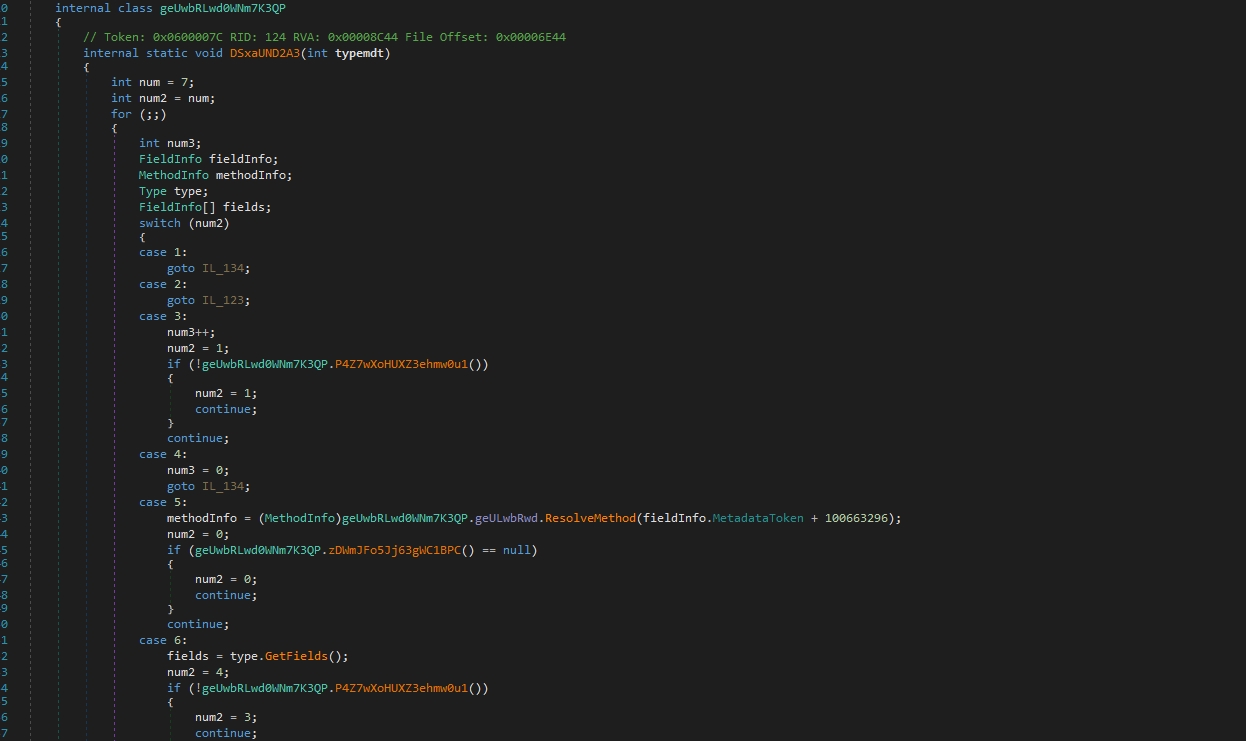 0 internal class geUwbRLwd0WNm7K3QP
1 {
2 // Token: 0x0600007C RID: 124 RVA: 0x00008C44 File Offset: 0x00006E44
3 internal static void DSxaUND2A3(int typemdt)
4 {
5 int num = 7;
6 int num2 = num;
7 for (;;)
8 {
9 int num3;
0 FieldInfo fieldInfo;
1 MethodInfo methodInfo;
2 Type type;
3 FieldInfo[] fields;
4 switch (num2)
5 {
6 case 1:
7 goto IL_134;
8 case 2:
9 goto IL_123;
0 case 3:
1 num3++;
2 num2 = 1;
3 if (!geUwbRLwd0WNm7K3QP.P4Z7wXoHUXZ3ehmw0u1())
4 {
5 num2 = 1;
6 continue;
7 }
8 continue;
9 case 4:
0 num3 = 0;
1 goto IL_134;
2 case 5:
3 methodInfo = (MethodInfo)geUwbRLwd0WNm7K3QP.geULwbRwd.ResolveMethod(fieldInfo.MetadataToken + 100663296);
4 num2 = 0;
5 if (geUwbRLwd0WNm7K3QP.zDWmJFo5Jj63gWC1BPC() == null)
6 {
7 num2 = 0;
8 continue;
9 }
0 continue;
1 case 6:
2 fields = type.GetFields();
3 num2 = 4;
4 if (!geUwbRLwd0WNm7K3QP.P4Z7wXoHUXZ3ehmw0u1())
5 {
6 num2 = 3;
7 continue;